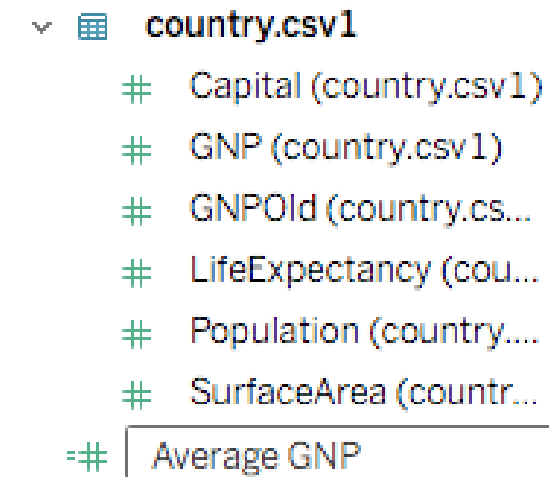 country.csv1
# Capital (country.csv1)
# GNP (country.csv1)
# GNPOld (country.cs...
# LifeExpectancy (cou...
# Population (country....
# SurfaceArea (countr...
=# Average GNP